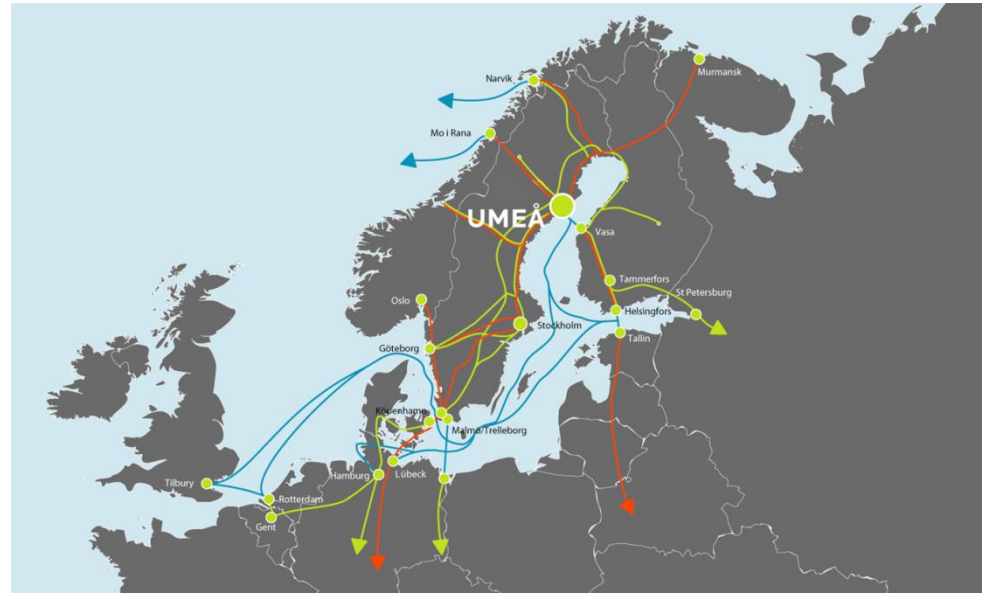 Murmansk
Narvik
Mo i Rana
UMEÅ
Vasa
Tammerfors
St Petersburg
Oslo
Helsingfors
Stockholm
Tallin
Göteborg
Köpenhamn
Malmö/Trelleborg
Hamburg
Lübeck
Tilbury
Rotterdam
Gent